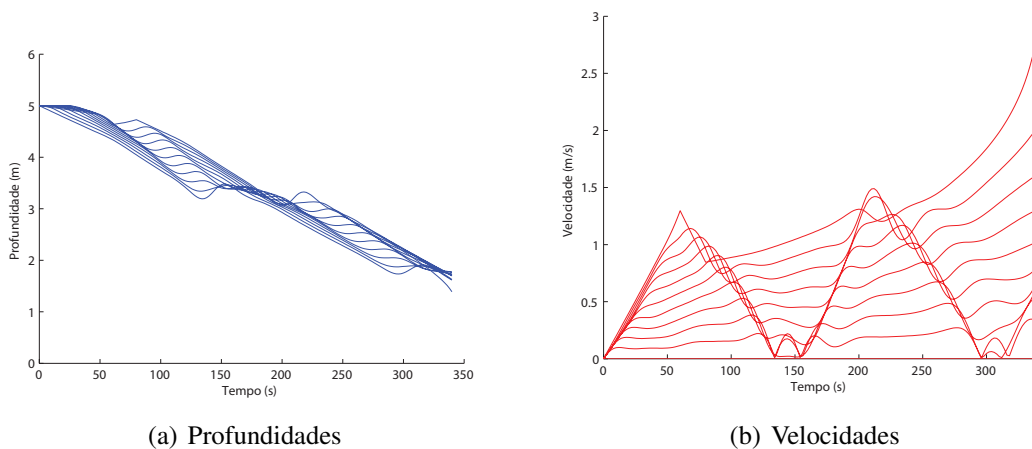 6
5
4
3
2
1
0
Profundidade (m)
0 50 100 150 200 250 300 350
Tempo (s)
(a) Profundidades
3
2.5
2
1.5
1
0.5
0
Velocidade (m/s)
0 50 100 150 200 250 300
Tempo (s)
(b) Velocidades